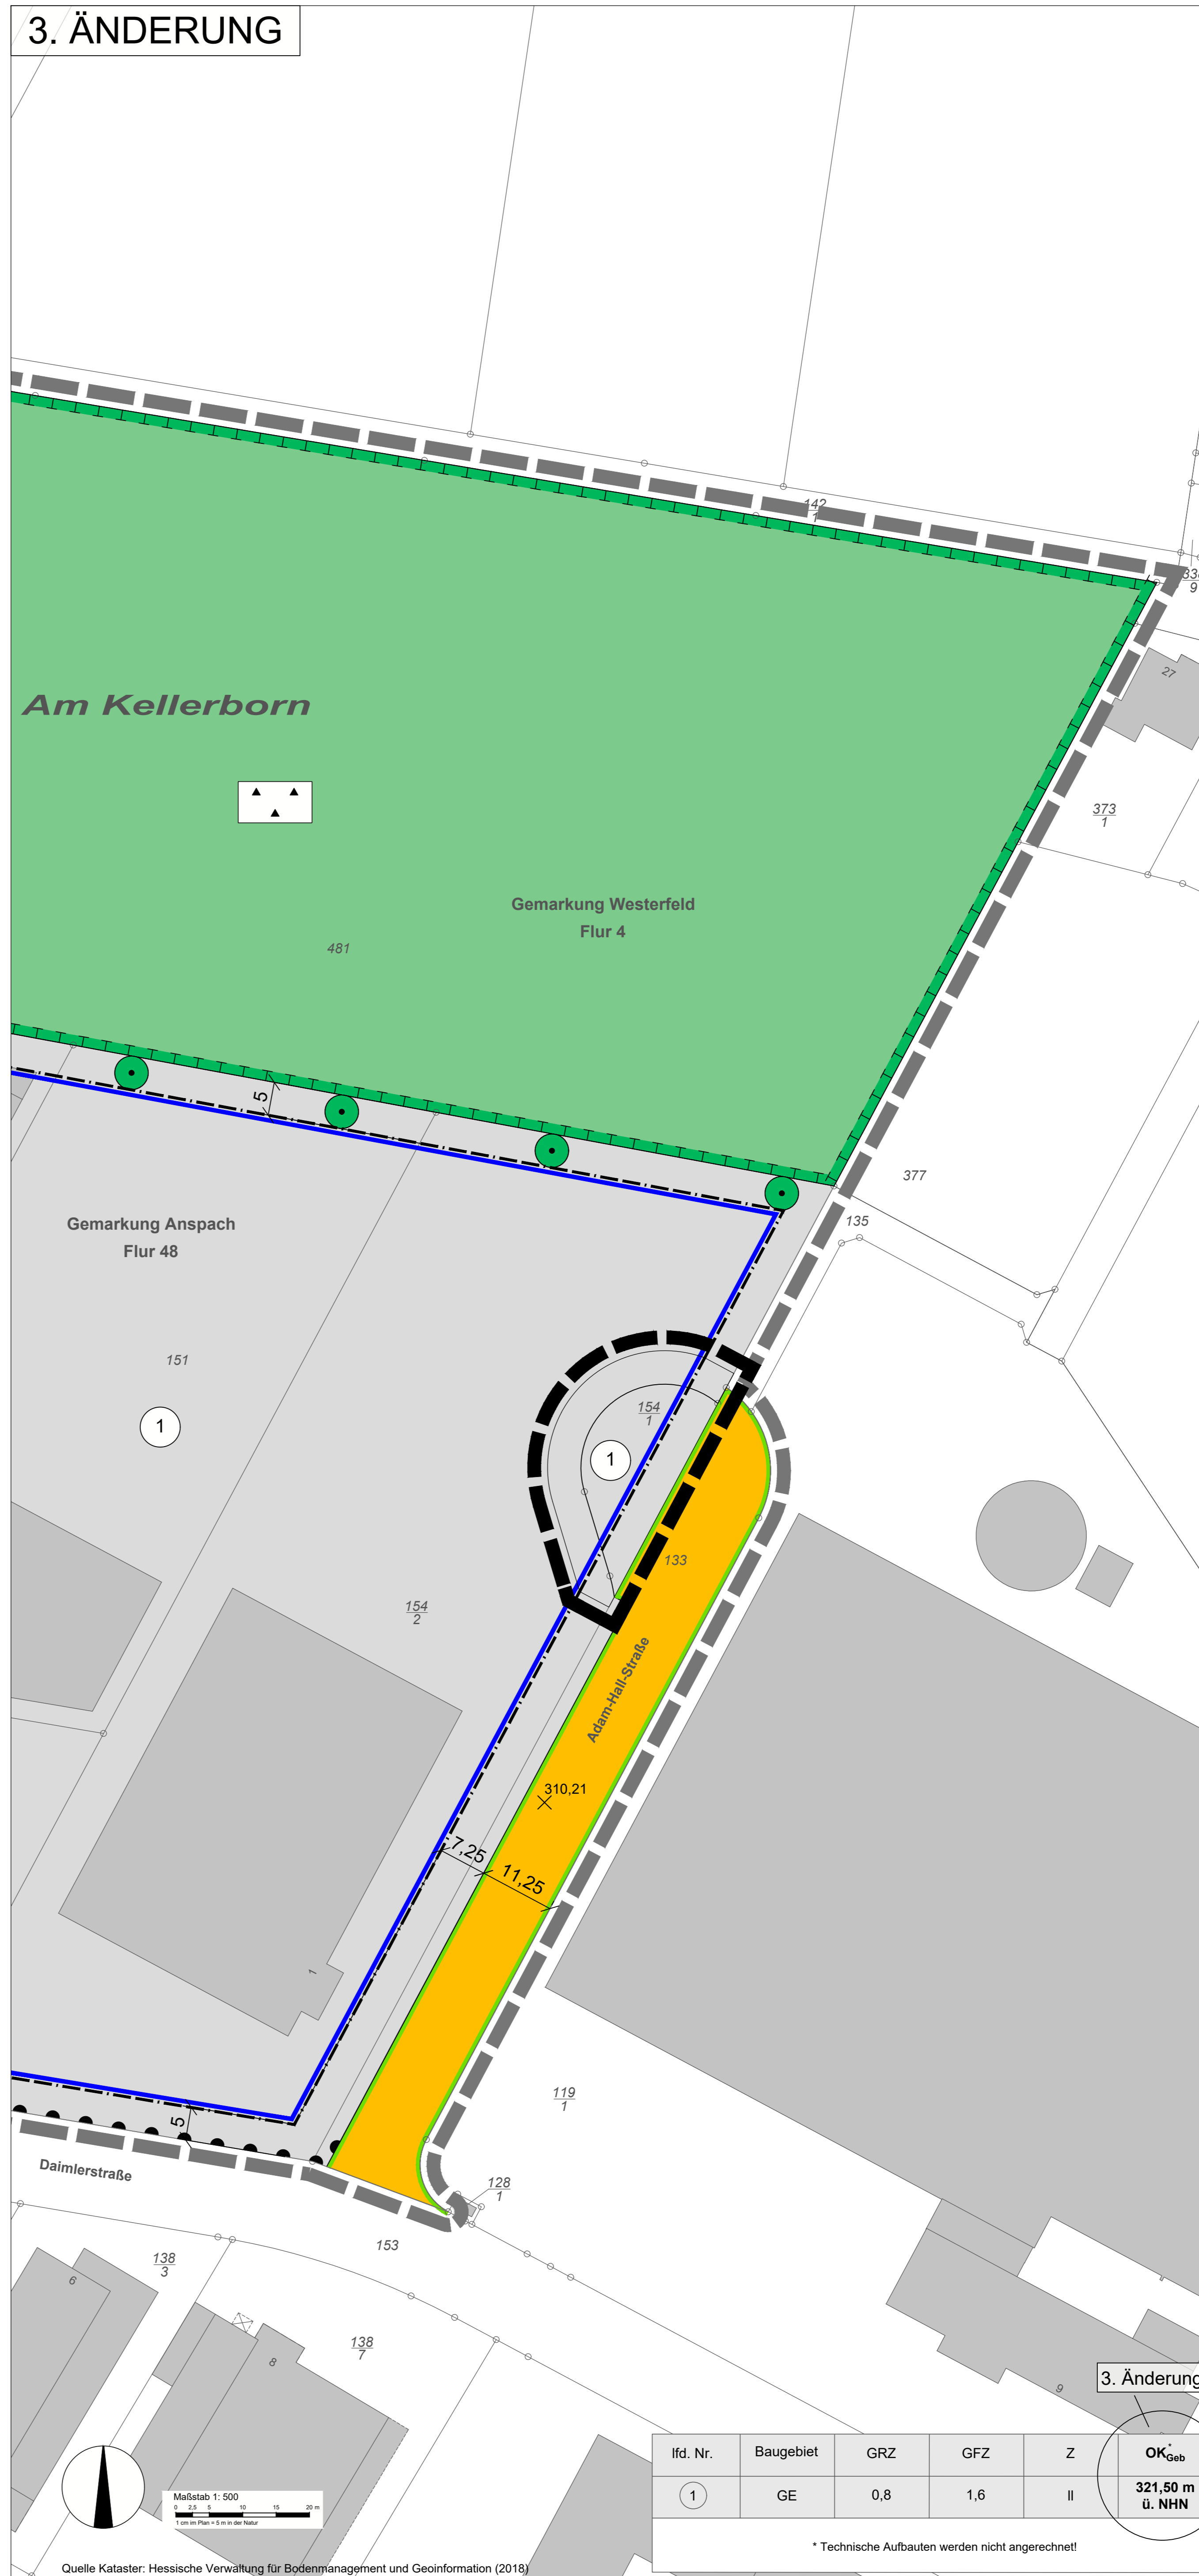 3. ÄNDERUNG
142
1
9
27
Am Kellerborn
373
1
Gemarkung Westerfeld
Flur 4
481
5
377
135
Gemarkung Anspach
Flur 48
151
1
154
1
1
133
154
2
Adam-Hall-Straße
310,21
7,25
11,25
1
119
1
5
Daimlerstraße
128
1
153
138
3
6
138
7
8
9
3. Änderung
lfd. Nr. Baugebiet GRZ GFZ Z OK*Geb
1 GE 0,8 1,6 II 321,50 m
ü. NHN
* Technische Aufbauten werden nicht angerechnet!
Maßstab 1: 500
0 2,5 5 10 15 20 m
1 cm im Plan = 5 m in der Natur
Quelle Kataster: Hessische Verwaltung für Bodenmanagement und Geoinformation (2018)